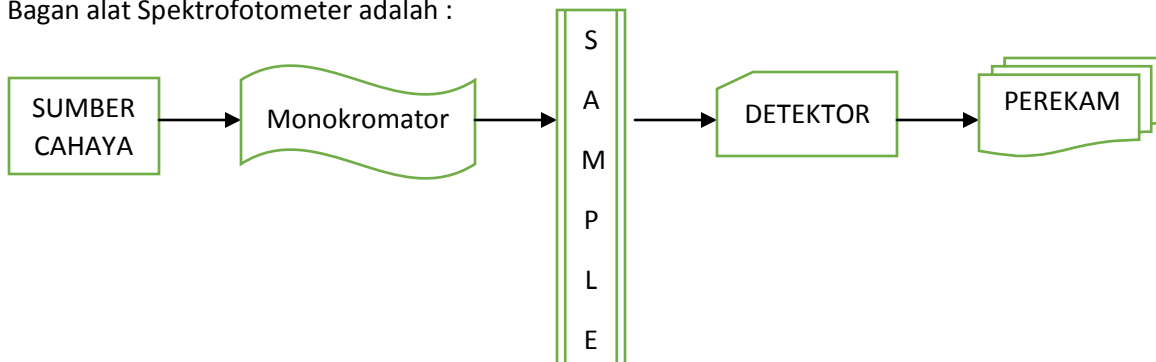 Bagan alat Spektrofotometer adalah :
SUMBER
CAHAYA
Monokromator
S
A
M
P
L
E
DETEKTOR
PEREKAM